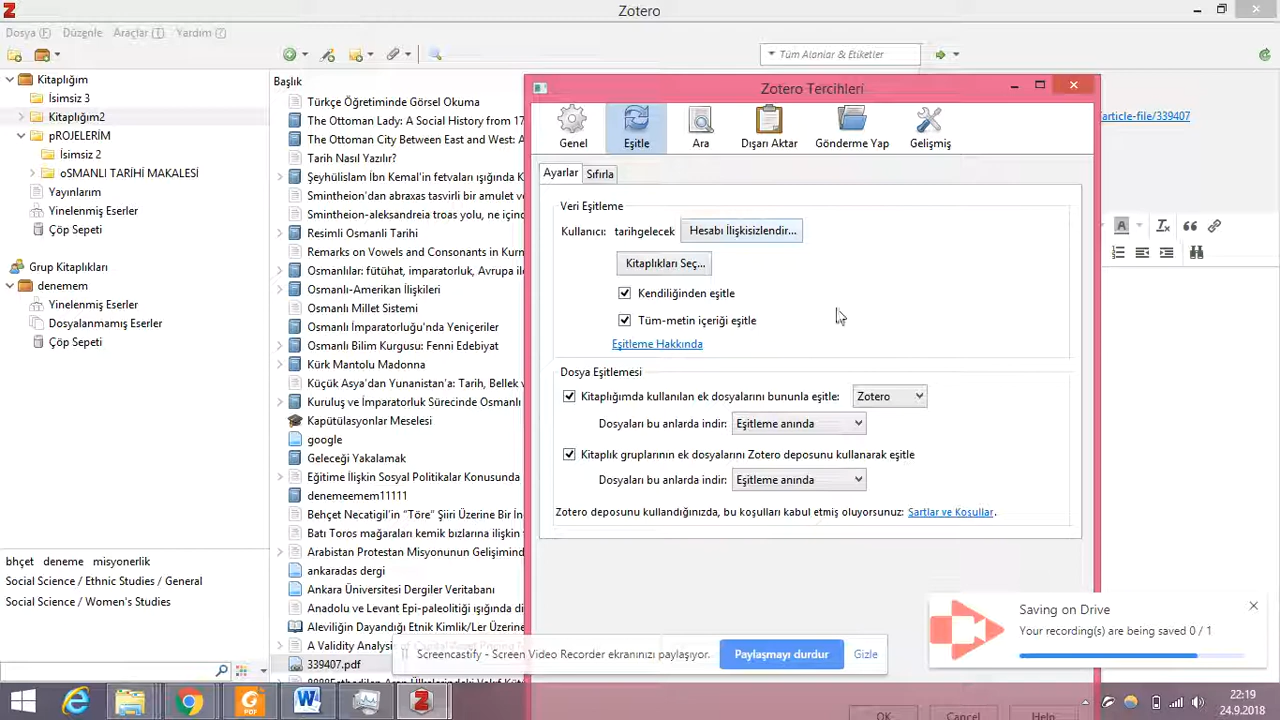 Zotero
Dosya (F) Düzenle Araçlar (T) Yardım (Z)
Tüm Alanlar & Etiketler
Kitaplığım
İsimsiz 3
Kitaplığım2
pROJELERİM
İsimsiz 2
oSMANLI TARİHİ MAKALESİ
Yayınlarım
Yinelenmiş Eserler
Çöp Sepeti
Grup Kitaplıkları
denemem
Yinelenmiş Eserler
Dosyalanmamış Eserler
Çöp Sepeti
bhçet deneme misyonerlik
Social Science / Ethnic Studies / General
Social Science / Women's Studies
Başlık
Türkçe Öğretiminde Görsel Okuma
The Ottoman Lady: A Social History from 17
The Ottoman City Between East and West:
Tarih Nasıl Yazılır?
Şeyhülislam İbn Kemal'in fetvaları ışığında K
Smintheion'dan abraxas tasvirli bir amulet v
Smintheion-aleksandreia troas yolu, ne
Resimli Osmanli Tarihi
Remarks on Vowels and Consonants in
Osmanlılar: fütühat, imparatorluk, Avrupa ile
Osmanlı-Amerikan İlişkileri
Osmanlı Millet Sistemi
Osmanlı İmparatorluğu'nda Yeniçeriler
Osmanlı Bilim Kurgusu: Fenni Edebiyat
Kürk Mantolu Madonna
Küçük Asya'dan Yunanistan'a: Tarih, Bellek v
Kuruluş ve İmparatorluk Sürecinde Osmanlı
Kapütülasyonlar Meselesi
google
Geleceği Yakalamak
Eğitime İlişkin Sosyal Politikalar Konusunda
denemeemem11111
Behçet Necatigil'in “Töre” Şiiri Üzerine Bir İn
Batı Toros mağaraları kemik bızlarına ilişkin
Arabistan Protestan Misyonunun Gelişimind
ankaradas dergi
Ankara Üniversitesi Dergiler Veritabanı
Anadolu ve Levant Epi-paleolitiği ışığında
Aleviliğin Dayandığı Etnik Kimlik/Ler Üzerine
A Validity Analysis
339407.pdf
Zotero Tercihleri
Genel
Eşitle
Ara
Dışarı Aktar
Gönderme Yap
Gelişmiş
Ayarlar Sıfırla
Veri Eşitleme
Kullanıcı: tarihgelecek Hesabı İlişkisizlendir...
Kitaplıkları Seç...
Kendiliğinden eşitle
Tüm-metin içeriği eşitle
Eşitleme Hakkında
Dosya Eşitlemesi
Kitaplığımda kullanılan ek dosyalarını bununla eşitle: Zotero
Dosyaları bu anlarda indir: Eşitleme anında
Kitaplık gruplarının ek dosyalarını Zotero deposunu kullanarak eşitle
Dosyaları bu anlarda indir: Eşitleme anında
Zotero deposunu kullandığınızda, bu koşulları kabul etmiş oluyorsunuz: Şartlar ve Koşullar.
OK Cancel Help
article-file/339407
Saving on Drive
Your recording(s) are being saved 0 / 1
Screencastify - Screen Video Recorder ekranınızı paylaşıyor. Paylaşmayı durdur Gizle
22:19
24.9.2018